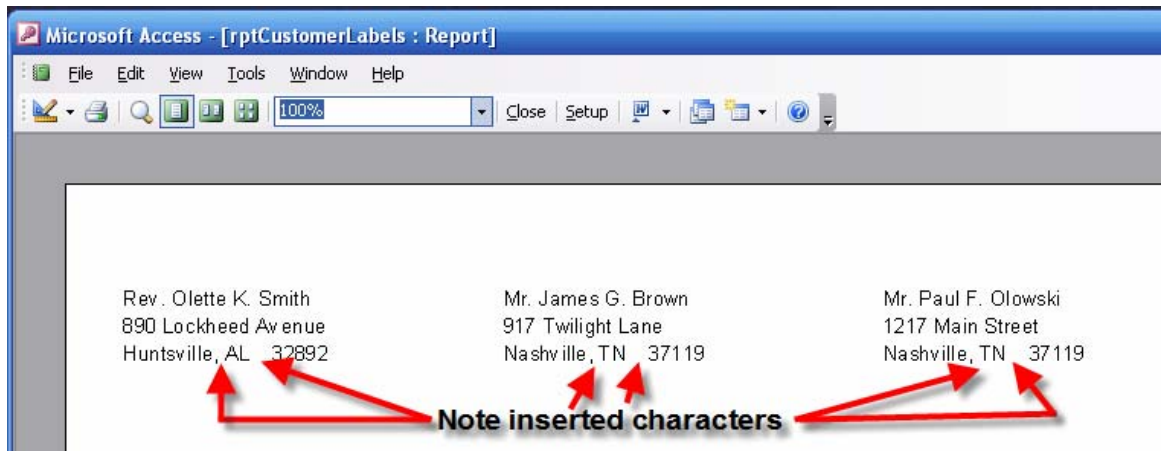 Microsoft Access - [rptCustomerLabels : Report]
File Edit View Tools Window Help
100% Close Setup
Rev. Olette K. Smith Mr. James G. Brown Mr. Paul F. Olowski
890 Lockheed Avenue 917 Twilight Lane 1217 Main Street
Huntsville, AL 32892 Nashville, TN 37119 Nashville, TN 37119
Note inserted characters